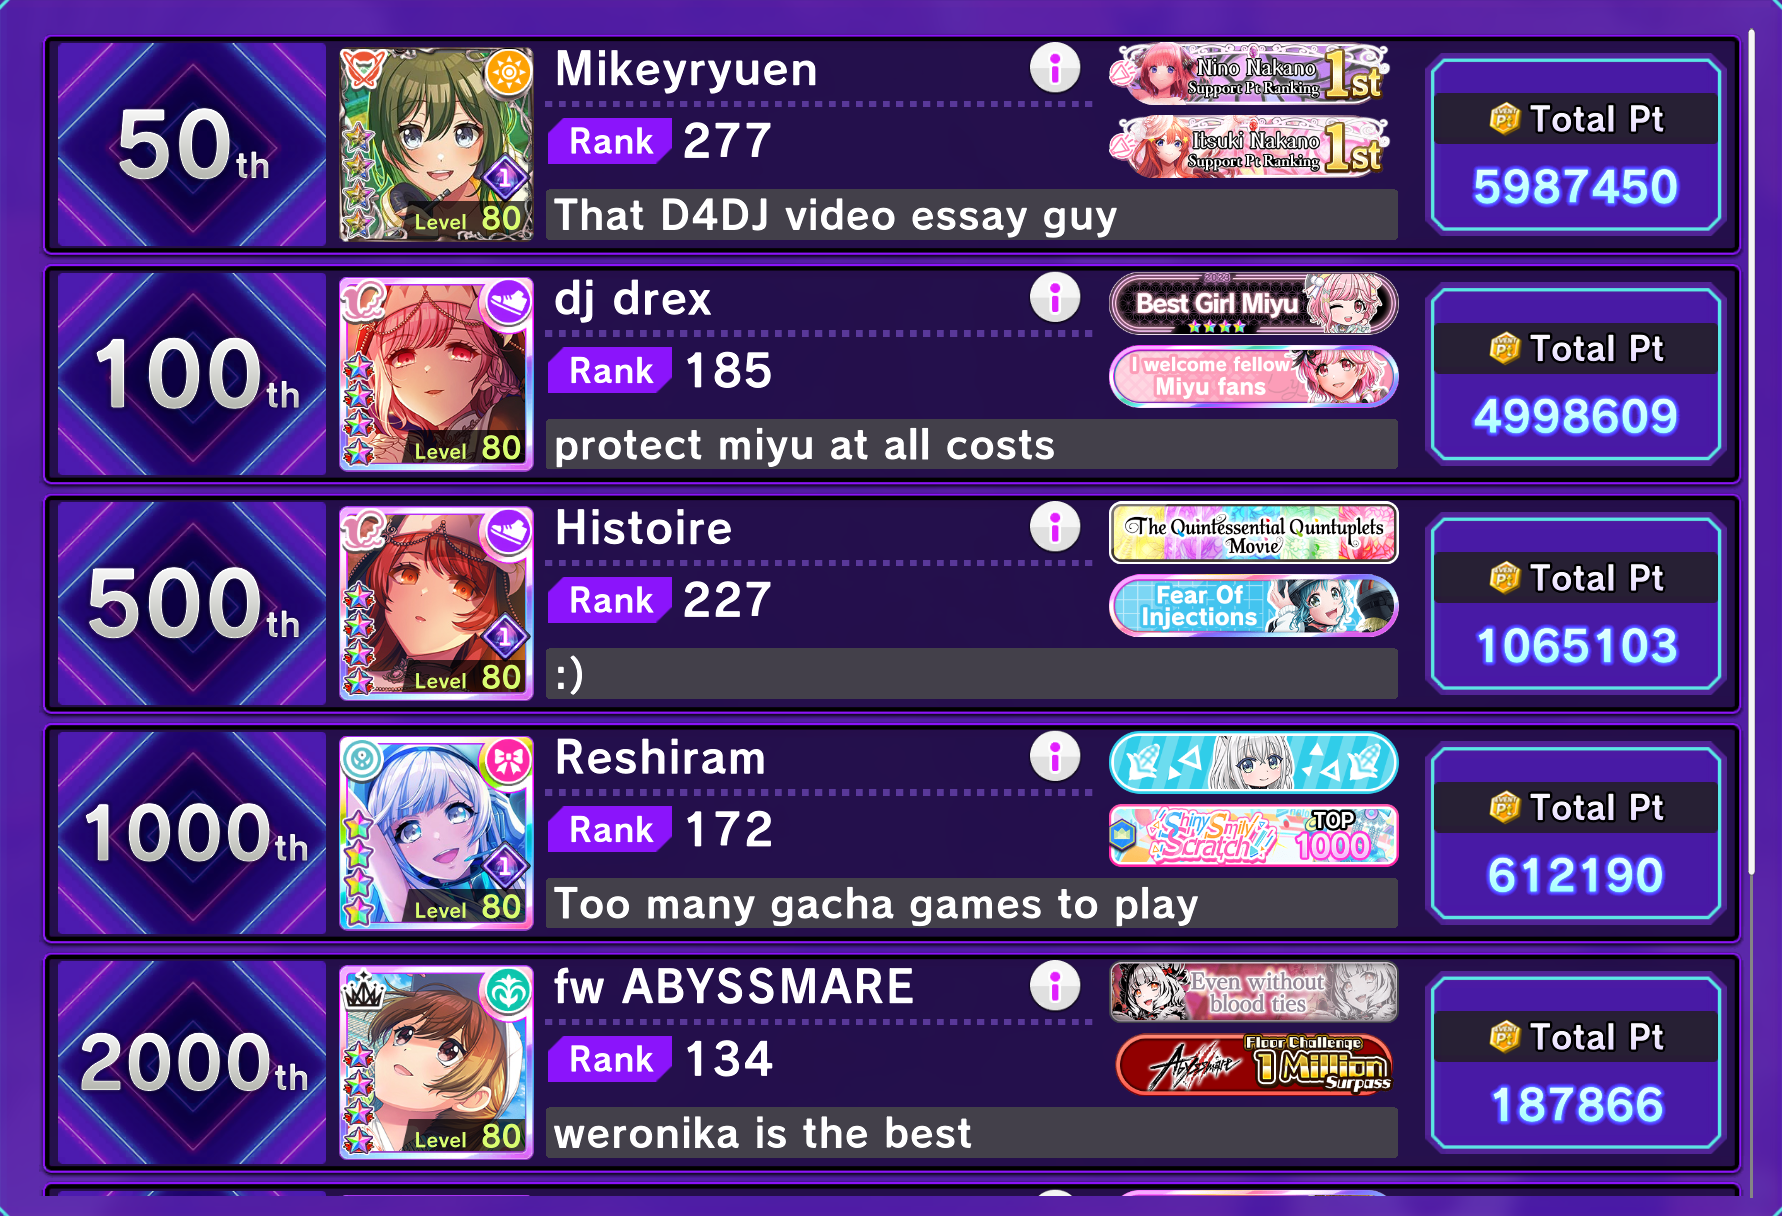 50th
Mikeyryuen
Rank 277
That D4DJ video essay guy
Level 80
1
Nino Nakano
Support Pt Ranking 1st
Itsuki Nakano
Support Pt Ranking 1st
Total Pt
5987450
100th
dj drex
Rank 185
protect miyu at all costs
Level 80
2023
Best Girl Miyu
I welcome fellow
Miyu fans
Total Pt
4998609
500th
Histoire
Rank 227
:)
Level 80
1
The Quintessential Quintuplets
Movie
Fear Of
Injections
Total Pt
1065103
1000th
Reshiram
Rank 172
Too many gacha games to play
Level 80
1
Shiny Smily
Scratch!!
TOP
1000
Total Pt
612190
2000th
fw ABYSSMARE
Rank 134
weronika is the best
Level 80
Even without
blood ties
Abyssmare
Floor Challenge
1 Million
Surpass
Total Pt
187866